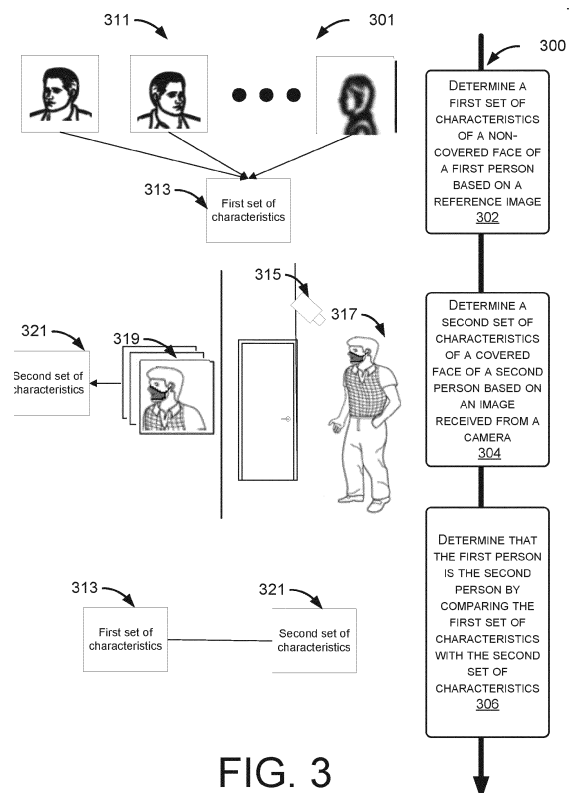 311
301
300
DETERMINE A
FIRST SET OF
CHARACTERISTICS
OF A NON-
COVERED FACE OF
A FIRST PERSON
BASED ON A
REFERENCE IMAGE
302
313
First set of
characteristics
315
317
321
319
Second set of
characteristics
DETERMINE A
SECOND SET OF
CHARACTERISTICS
OF A COVERED
FACE OF A SECOND
PERSON BASED ON
AN IMAGE
RECEIVED FROM A
CAMERA
304
313
321
First set of
characteristics
Second set of
characteristics
DETERMINE THAT
THE FIRST PERSON
IS THE SECOND
PERSON BY
COMPARING THE
FIRST SET OF
CHARACTERISTICS
WITH THE SECOND
SET OF
CHARACTERISTICS
306
FIG. 3